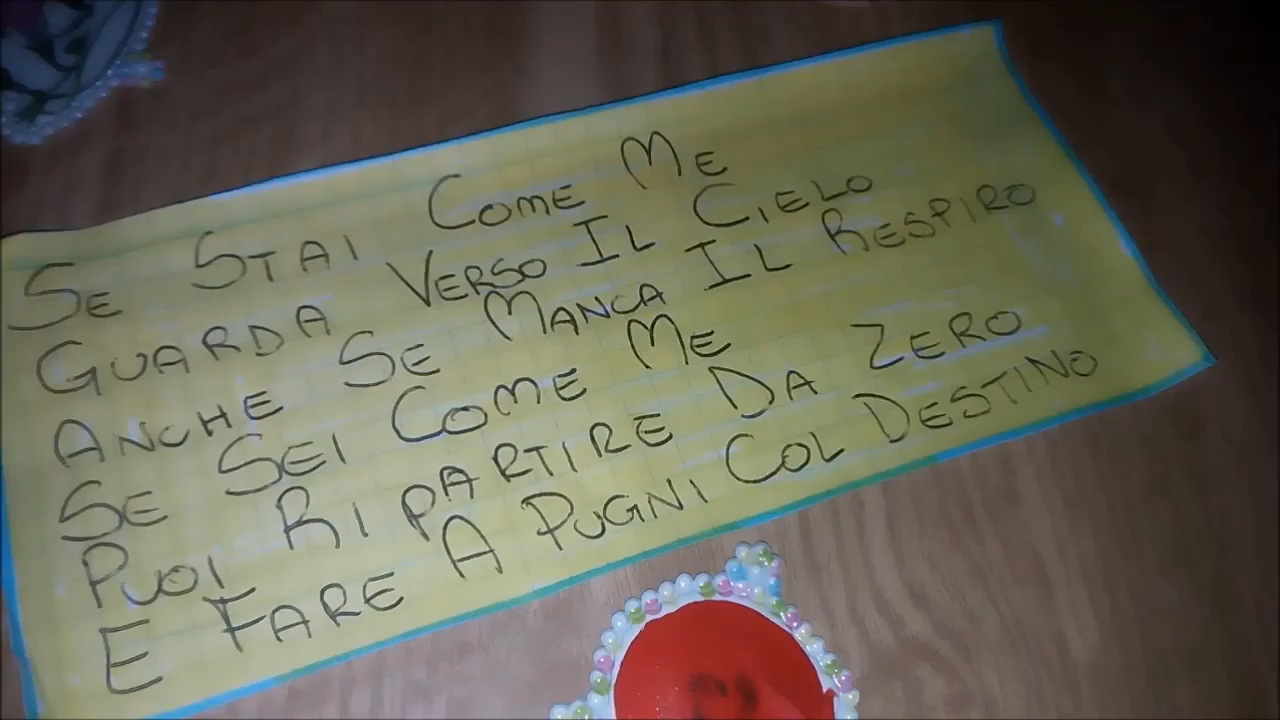 SE STAI COME ME
GUARDA VERSO IL CIELO
ANCHE SE MANCA IL RESPIRO
SE SEI COME ME
PUOI RIPARTIRE DA ZERO
E FARE A PUGNI COL DESTINO